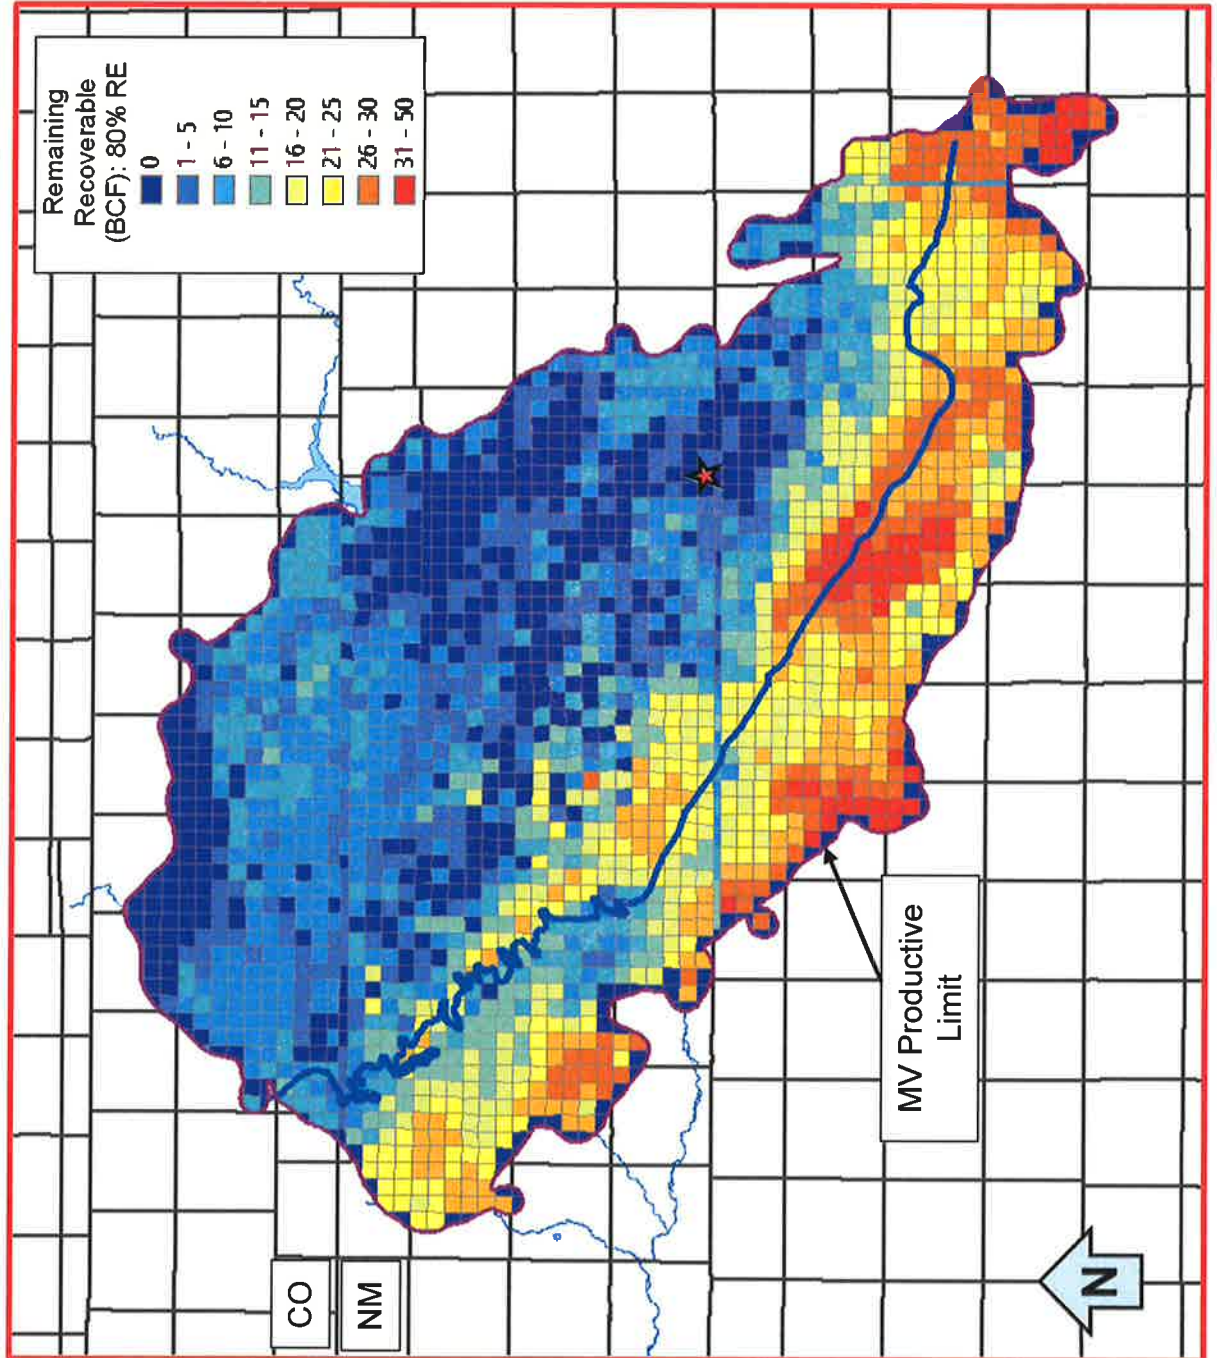 Remaining
Recoverable
(BCF): 80% RE
0
1 - 5
6 - 10
11 - 15
16 - 20
21 - 25
26 - 30
31 - 50
CO
NM
MV Productive
Limit
N